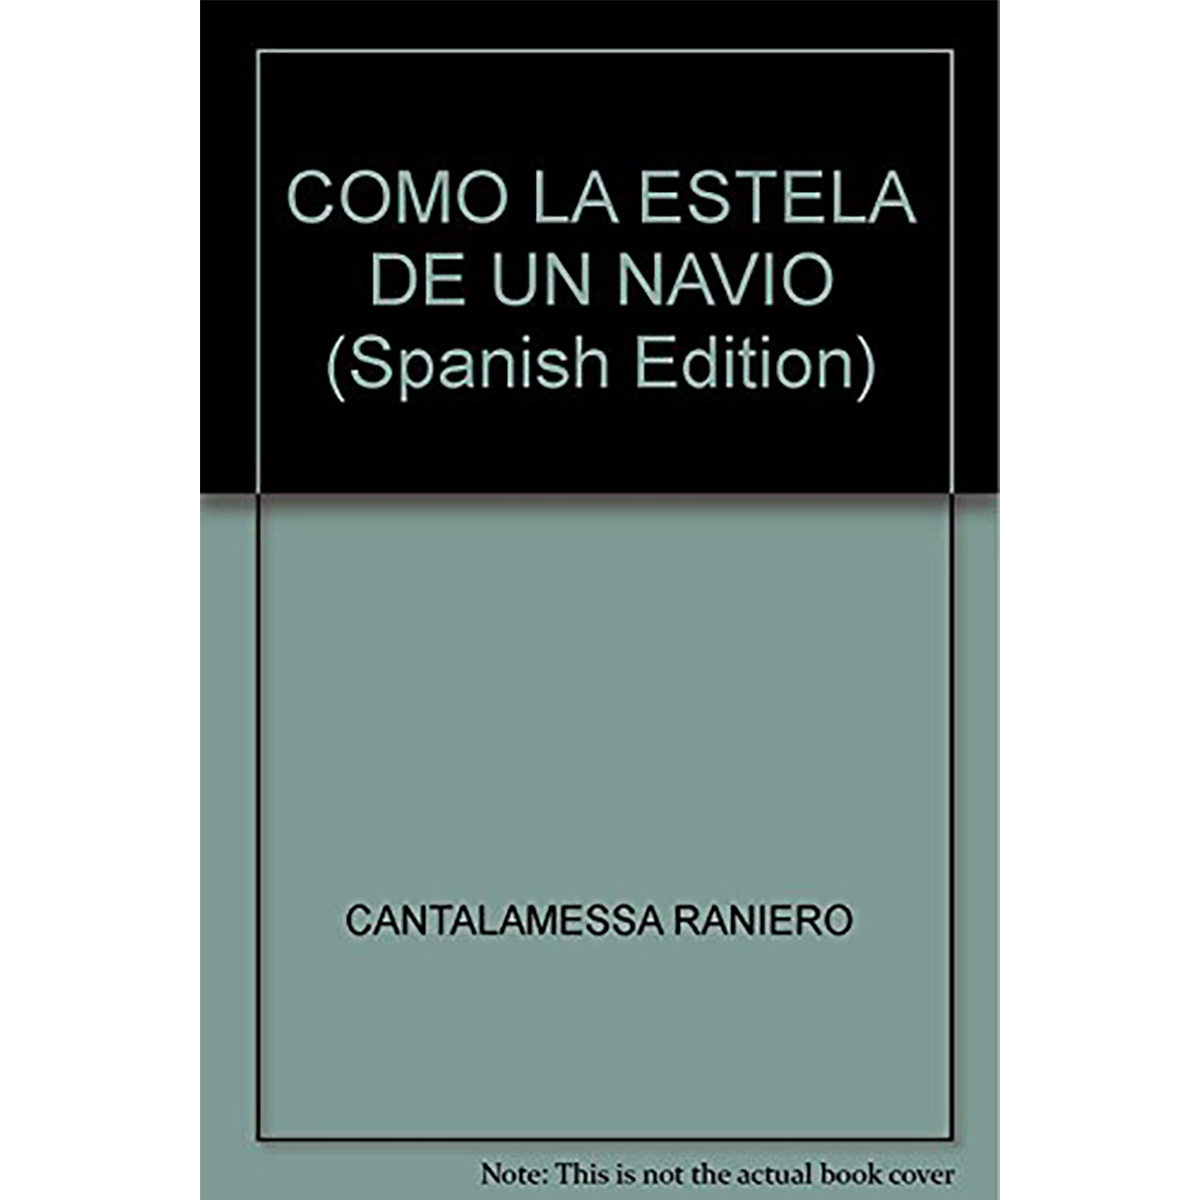 COMO LA ESTELA
DE UN NAVIO
(Spanish Edition)
CANTALAMESSA RANIERO
Note: This is not the actual book cover